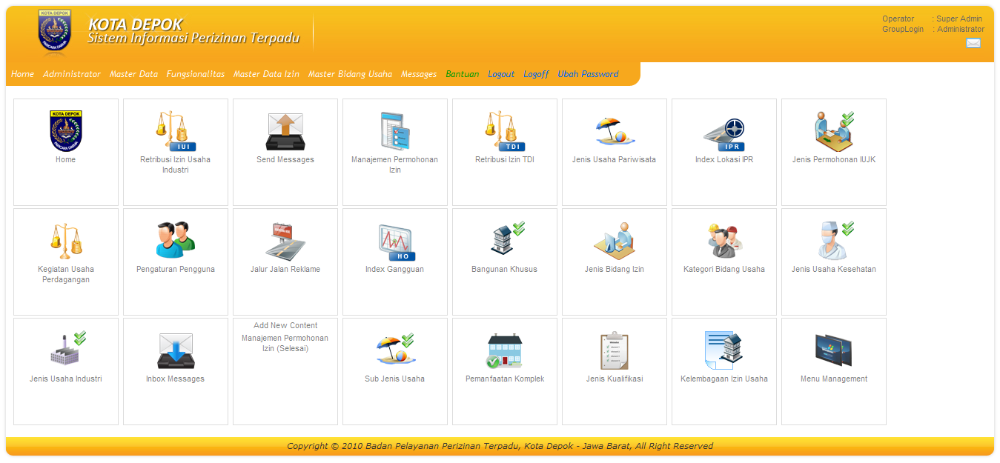 KOTA DEPOK
KOTA DEPOK
Sistem Informasi Perizinan Terpadu
PARICARA DARMA
Operator : Super Admin
GroupLogin : Administrator
Home Administrator Master Data Fungsionalitas Master Data Izin Master Bidang Usaha Messages Bantuan Logout Logoff Ubah Password
KOTA DEPOK
PARICARA DARMA
Home
IUI
Retribusi Izin Usaha
Industri
Send Messages
Manajemen Permohonan
Izin
TDI
Retribusi Izin TDI
Jenis Usaha Pariwisata
IPR
Index Lokasi IPR
Jenis Permohonan IUJK
Kegiatan Usaha
Perdagangan
Pengaturan Pengguna
Jalur Jalan Reklame
HO
Index Gangguan
Bangunan Khusus
Jenis Bidang Izin
Kategori Bidang Usaha
Jenis Usaha Kesehatan
Jenis Usaha Industri
Inbox Messages
Add New Content
Manajemen Permohonan
Izin (Selesai)
Sub Jenis Usaha
Pemanfaatan Komplek
Jenis Kualifikasi
Kelembagaan Izin Usaha
Menu Management
Copyright © 2010 Badan Pelayanan Perizinan Terpadu, Kota Depok - Jawa Barat, All Right Reserved